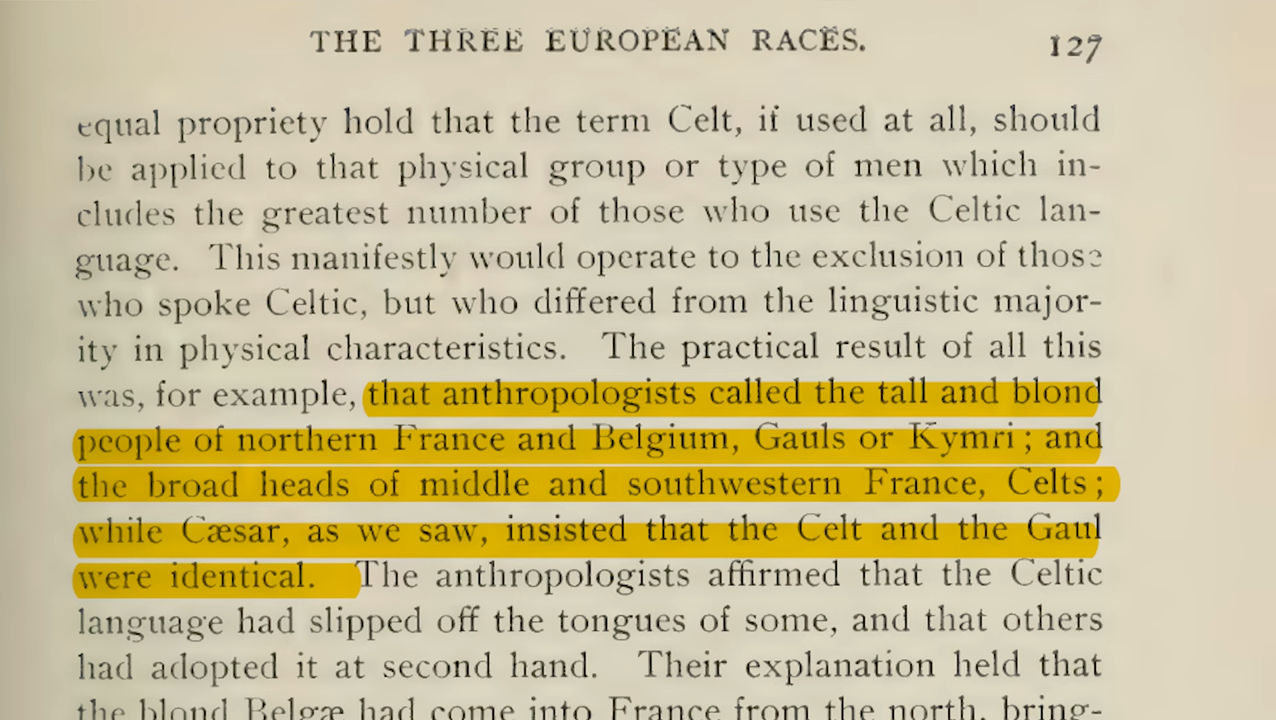 THE THREE EUROPEAN RACES. 127
equal propriety hold that the term Celt, if used at all, should
be applied to that physical group or type of men which in-
cludes the greatest number of those who use the Celtic lan-
guage. This manifestly would operate to the exclusion of those
who spoke Celtic, but who differed from the linguistic major-
ity in physical characteristics. The practical result of all this
was, for example, that anthropologists called the tall and blond
people of northern France and Belgium, Gauls or Kymri; and
the broad heads of middle and southwestern France, Celts;
while Cæsar, as we saw, insisted that the Celt and the Gaul
were identical. The anthropologists affirmed that the Celtic
language had slipped off the tongues of some, and that others
had adopted it at second hand. Their explanation held that
the blond Belgæ had come into France from the north, bring-